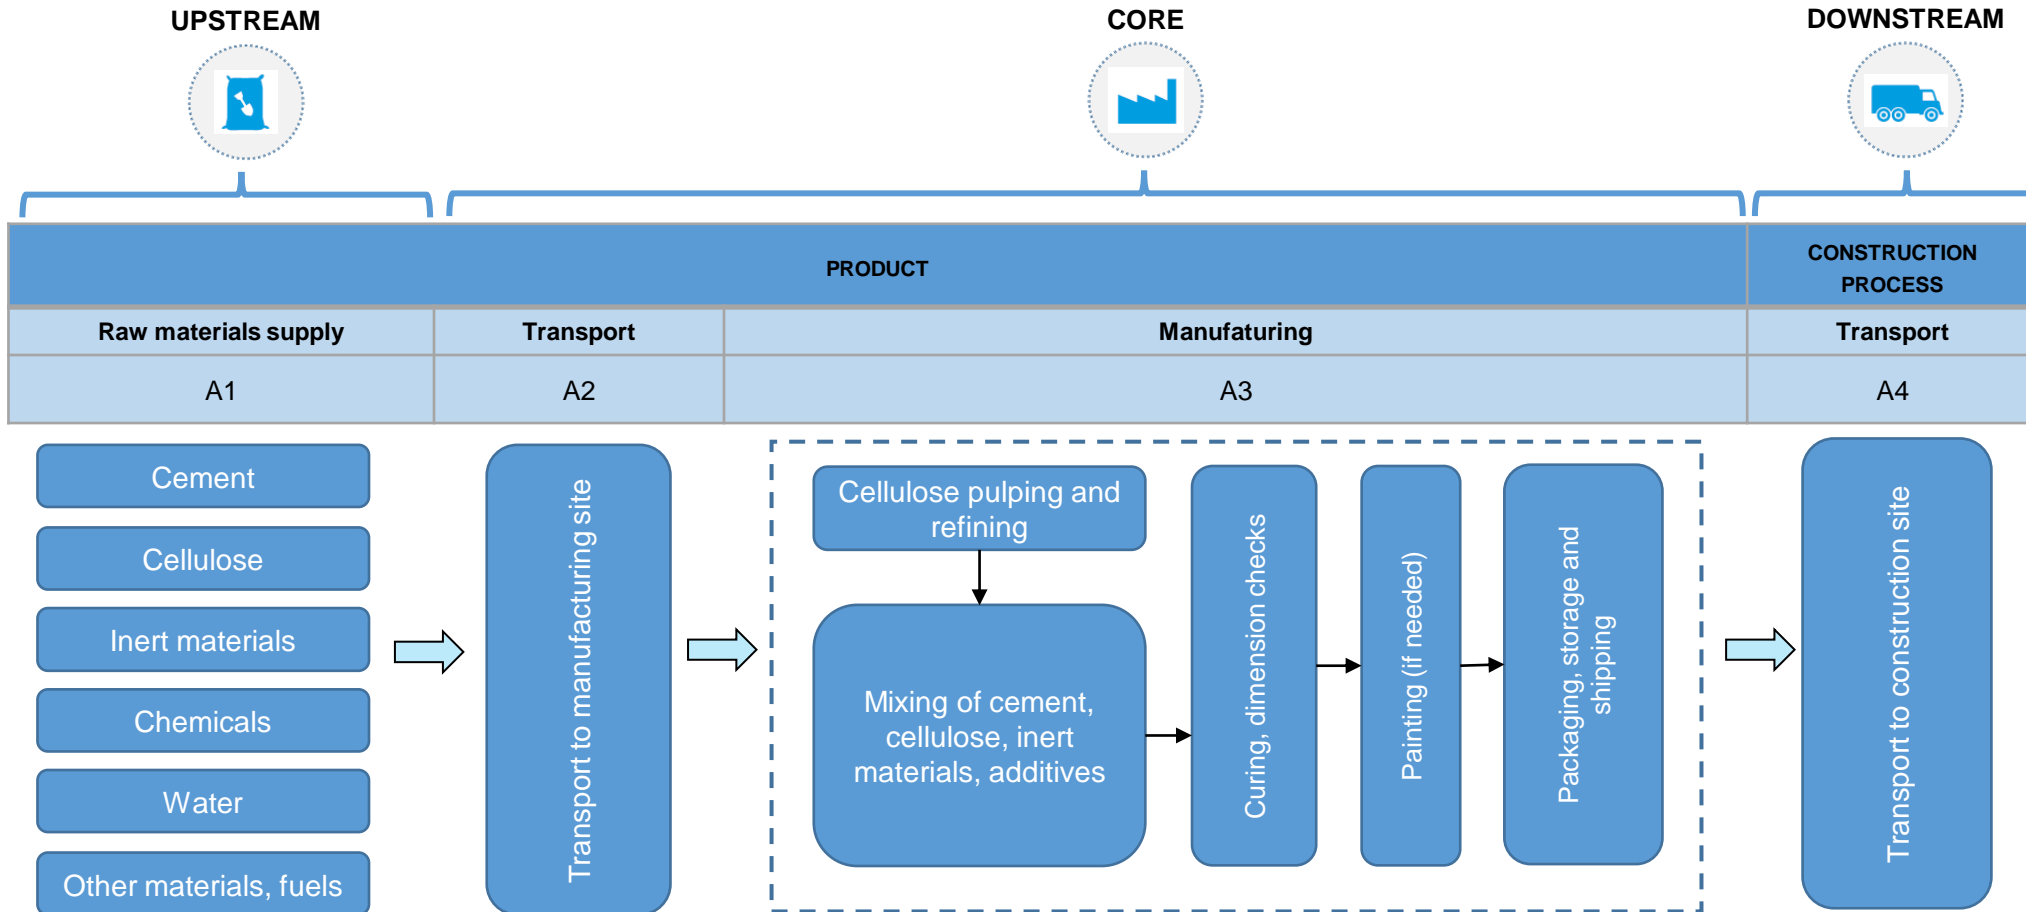 UPSTREAM
CORE
DOWNSTREAM
PRODUCT
CONSTRUCTION
PROCESS
Raw materials supply
Transport
Manufaturing
Transport
A1
A2
A3
A4
Cement
Cellulose
Inert materials
Chemicals
Water
Other materials, fuels
Transport to manufacturing site
Cellulose pulping and
refining
Mixing of cement,
cellulose, inert
materials, additives
Curing, dimension checks
Painting (if needed)
Packaging, storage and
shipping
Transport to construction site